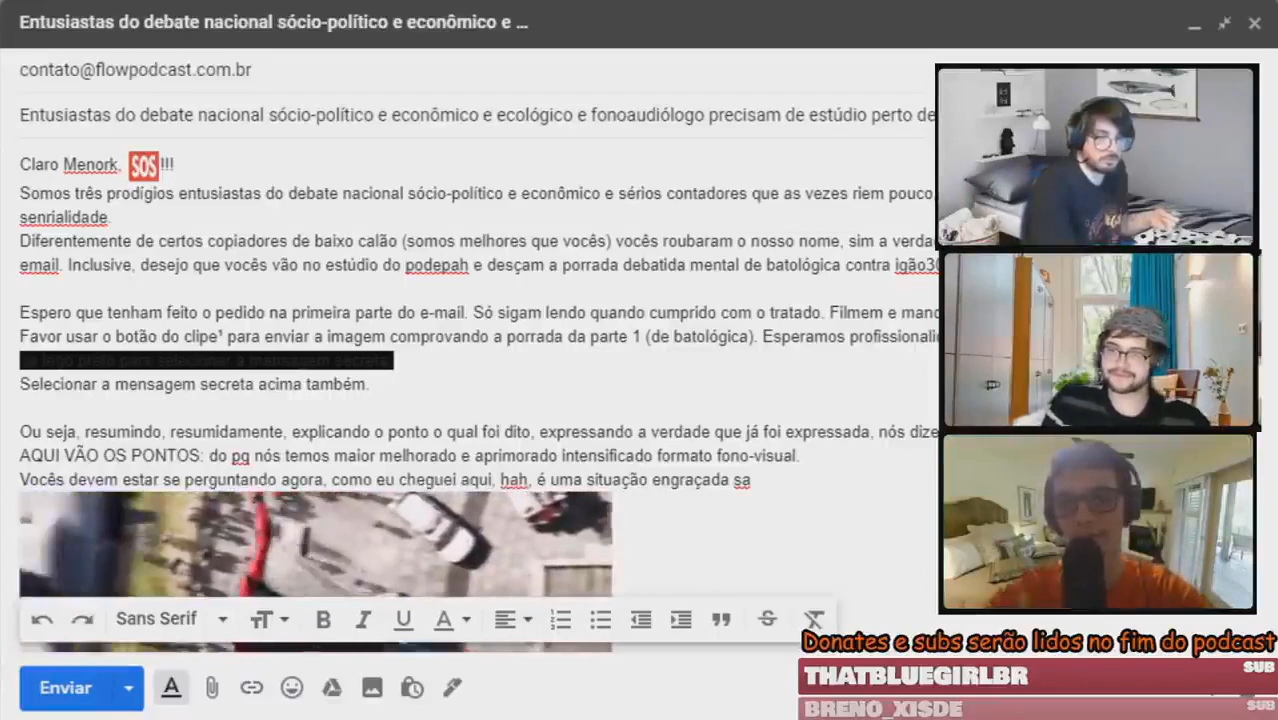 Entusiastas do debate nacional sócio-político e econômico e ...
contato@flowpodcast.com.br
Entusiastas do debate nacional sócio-político e econômico e ecológico e fonoaudiólogo precisam de estúdio perto de
Claro Menork, SOS!!!
Somos três prodígios entusiastas do debate nacional sócio-político e econômico e sérios contadores que as vezes riem pouco,
senrialidade.
Diferentemente de certos copiadores de baixo calão (somos melhores que vocês) vocês roubaram o nosso nome, sim a verda
email. Inclusive, desejo que vocês vão no estúdio do podepah e desçam a porrada debatida mental de batológica contra igão30
Espero que tenham feito o pedido na primeira parte do e-mail. Só sigam lendo quando cumprido com o tratado. Filmem e manc
Favor usar o botão do clipe¹ para enviar a imagem comprovando a porrada da parte 1 (de batológica). Esperamos profissionali
lego preto para selecionar a mensagem secreta
Selecionar a mensagem secreta acima também.
Ou seja, resumindo, resumidamente, explicando o ponto o qual foi dito, expressando a verdade que já foi expressada, nós dize
AQUI VÃO OS PONTOS: do pq nós temos maior melhorado e aprimorado intensificado formato fono-visual.
Vocês devem estar se perguntando agora, como eu cheguei aqui, hah, é uma situação engraçada sa
Sans Serif
Enviar
Donates e subs serão lidos no fim do podcast
THATBLUEGIRLBR SUB
BRENO_XISDE SUB